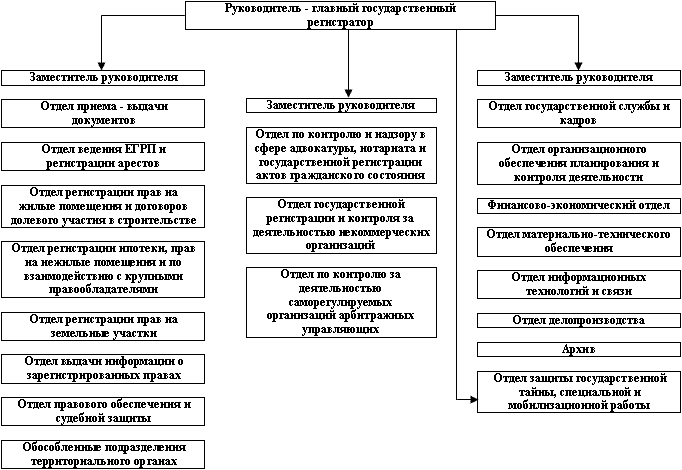 Руководитель - главный государственный
регистратор
Заместитель руководителя
Отдел приема - выдачи
документов
Отдел ведения ЕГРП и
регистрации арестов
Отдел регистрации прав на
жилые помещения и договоров
долевого участия в строительстве
Отдел регистрации ипотеки, прав
на нежилые помещения и по
взаимодействию с крупными
правообладателями
Отдел регистрации прав на
земельные участки
Отдел выдачи информации о
зарегистрированных правах
Отдел правового обеспечения и
судебной защиты
Обособленные подразделения
территориального органах
Заместитель руководителя
Отдел по контролю и надзору в
сфере адвокатуры, нотариата и
государственной регистрации
актов гражданского состояния
Отдел государственной
регистрации и контроля за
деятельностью некоммерческих
организаций
Отдел по контролю за
деятельностью
саморегулируемых
организаций арбитражных
управляющих
Заместитель руководителя
Отдел государственной службы и
кадров
Отдел организационного
обеспечения планирования и
контроля деятельности
Финансово-экономический отдел
Отдел материально-технического
обеспечения
Отдел информационных
технологий и связи
Отдел делопроизводства
Архив
Отдел защиты государственной
тайны, специальной и
мобилизационной работы